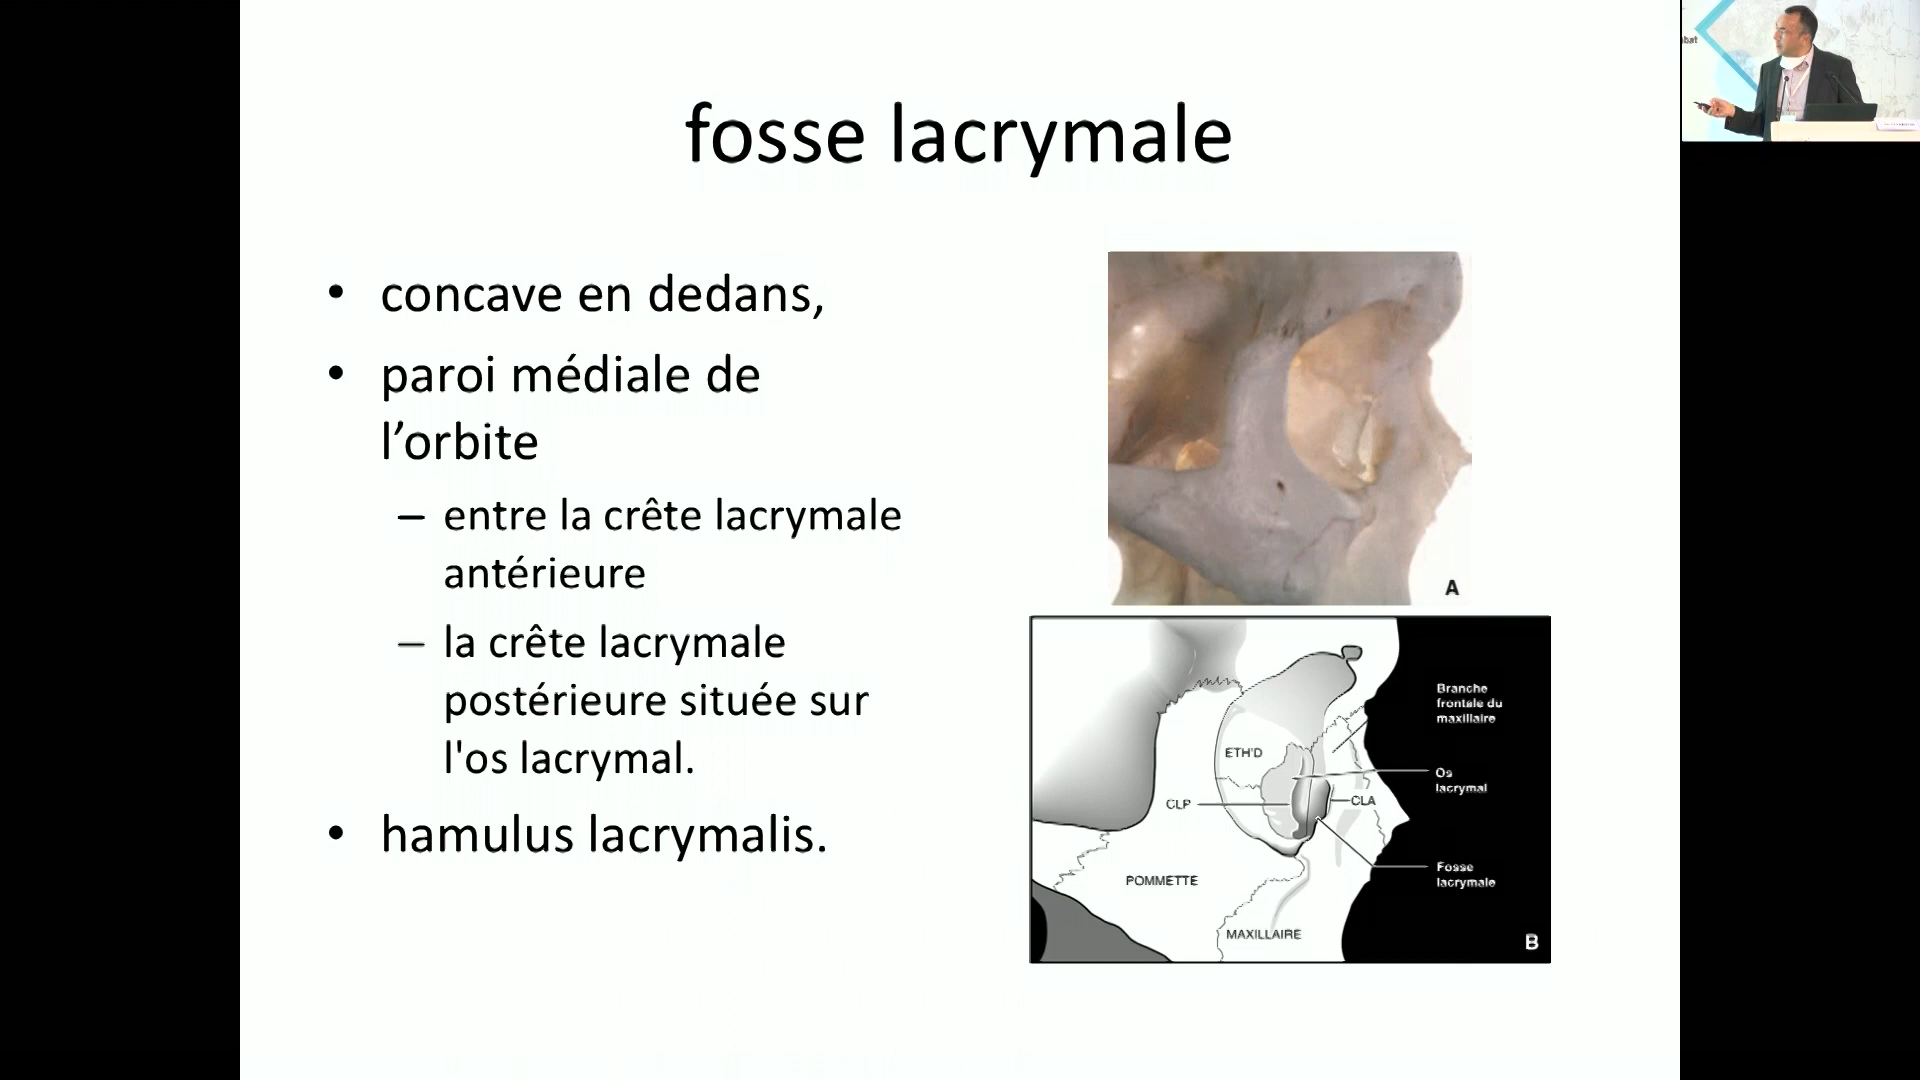 fosse lacrymale
• concave en dedans,
• paroi médiale de
l’orbite
– entre la crête lacrymale
antérieure
– la crête lacrymale
postérieure située sur
l'os lacrymal.
• hamulus lacrymalis.
A
Branche
frontale du
maxillaire
ETH'D
Os
lacrymal
CLP
CLA
Fosse
lacrymale
POMMETTE
MAXILLAIRE
B